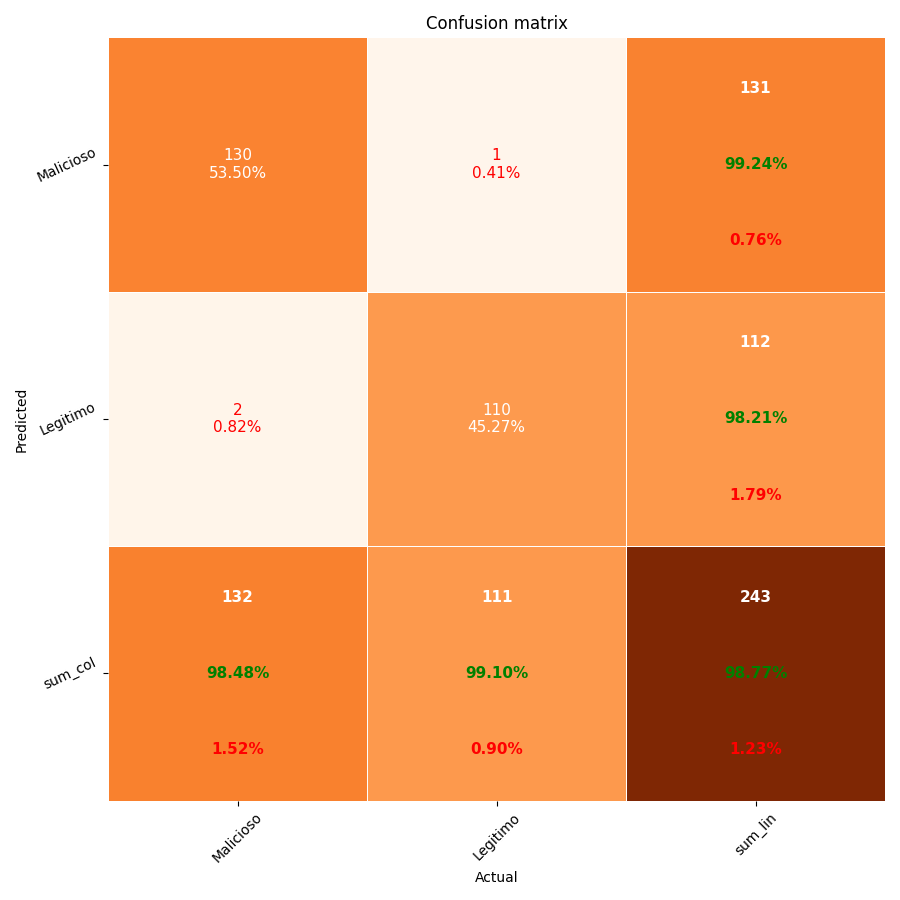 Confusion matrix
Predicted
Malicioso
130
53.50%
1
0.41%
131
99.24%
0.76%
Legitimo
2
0.82%
110
45.27%
112
98.21%
1.79%
sum_col
132
98.48%
1.52%
111
99.10%
0.90%
243
98.77%
1.23%
Malicioso
Legitimo
sum_lin
Actual